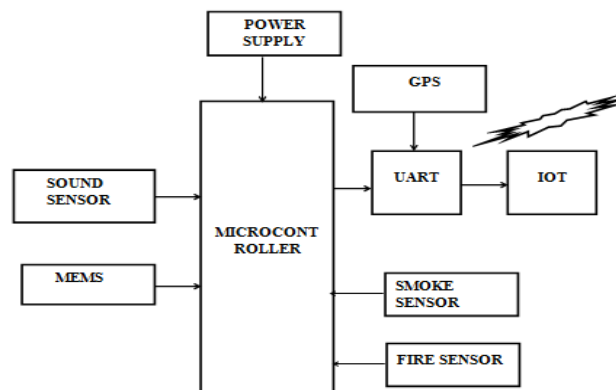 POWER
SUPPLY
GPS
SOUND
SENSOR
UART
IOT
MICROCONT
ROLLER
MEMS
SMOKE
SENSOR
FIRE SENSOR